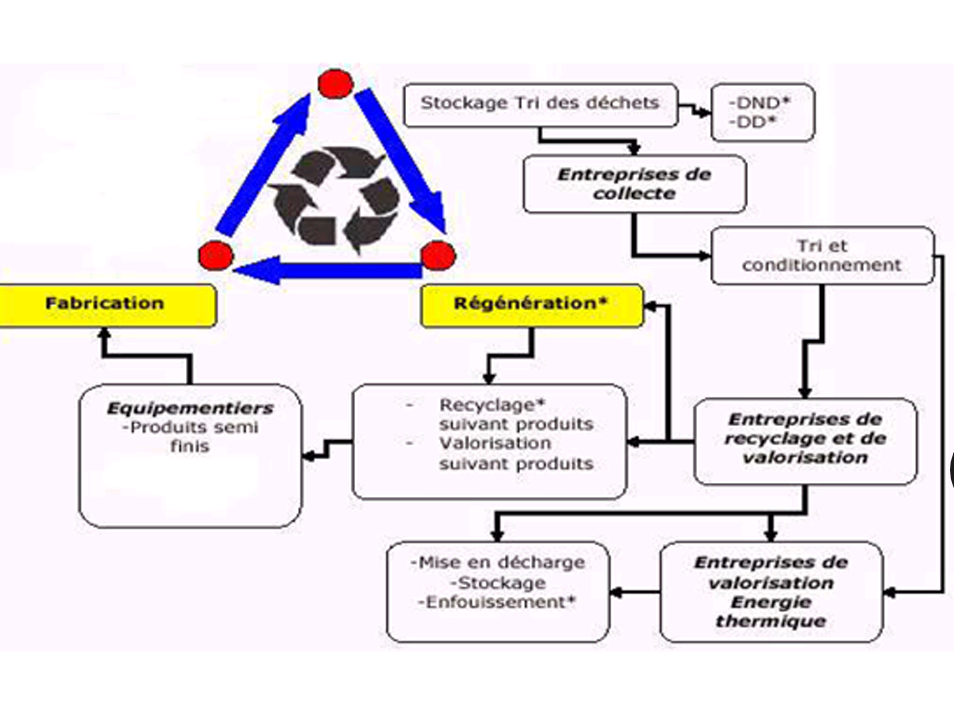 Stockage Tri des déchets
-DND*
-DD*
Entreprises de
collecte
Tri et
conditionnement
Fabrication
Régénération*
Equipementiers
-Produits semi
finis
- Recyclage*
suivant produits
- Valorisation
suivant produits
Entreprises de
recyclage et de
valorisation
-Mise en décharge
-Stockage
-Enfouissement*
Entreprises de
valorisation
Energie
thermique